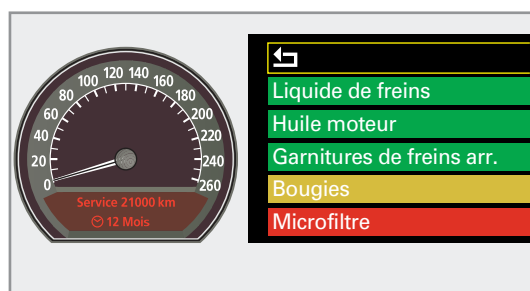 0
20
40
60
80
100
120
140
160
180
200
220
240
260
Service 21000 km
12 Mois
Liquide de freins
Huile moteur
Garnitures de freins arr.
Bougies
Microfiltre